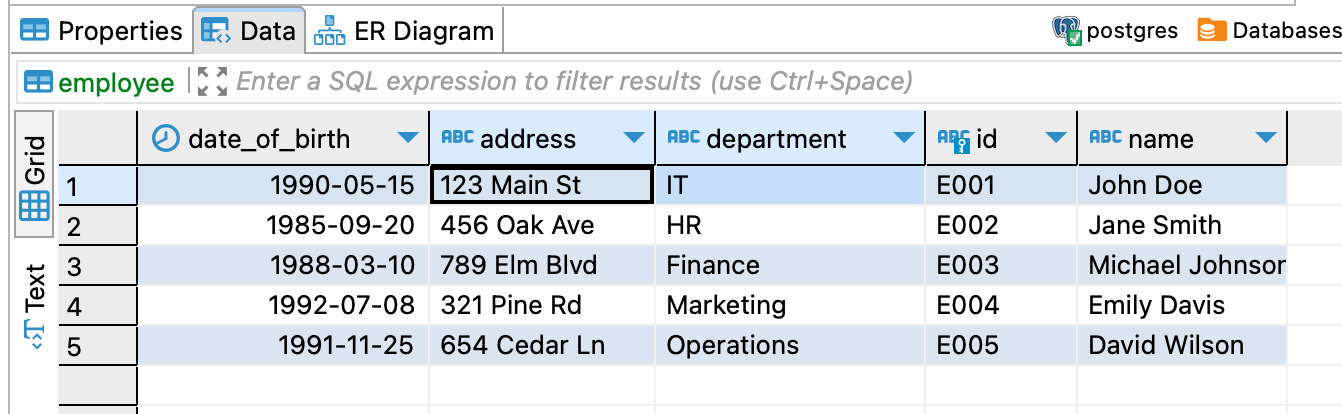 Properties Data ER Diagram postgres Databases
employee Enter a SQL expression to filter results (use Ctrl+Space)
Grid
Text
date_of_birth ABC address ABC department ABC id ABC name
1 1990-05-15 123 Main St IT E001 John Doe
2 1985-09-20 456 Oak Ave HR E002 Jane Smith
3 1988-03-10 789 Elm Blvd Finance E003 Michael Johnson
4 1992-07-08 321 Pine Rd Marketing E004 Emily Davis
5 1991-11-25 654 Cedar Ln Operations E005 David Wilson